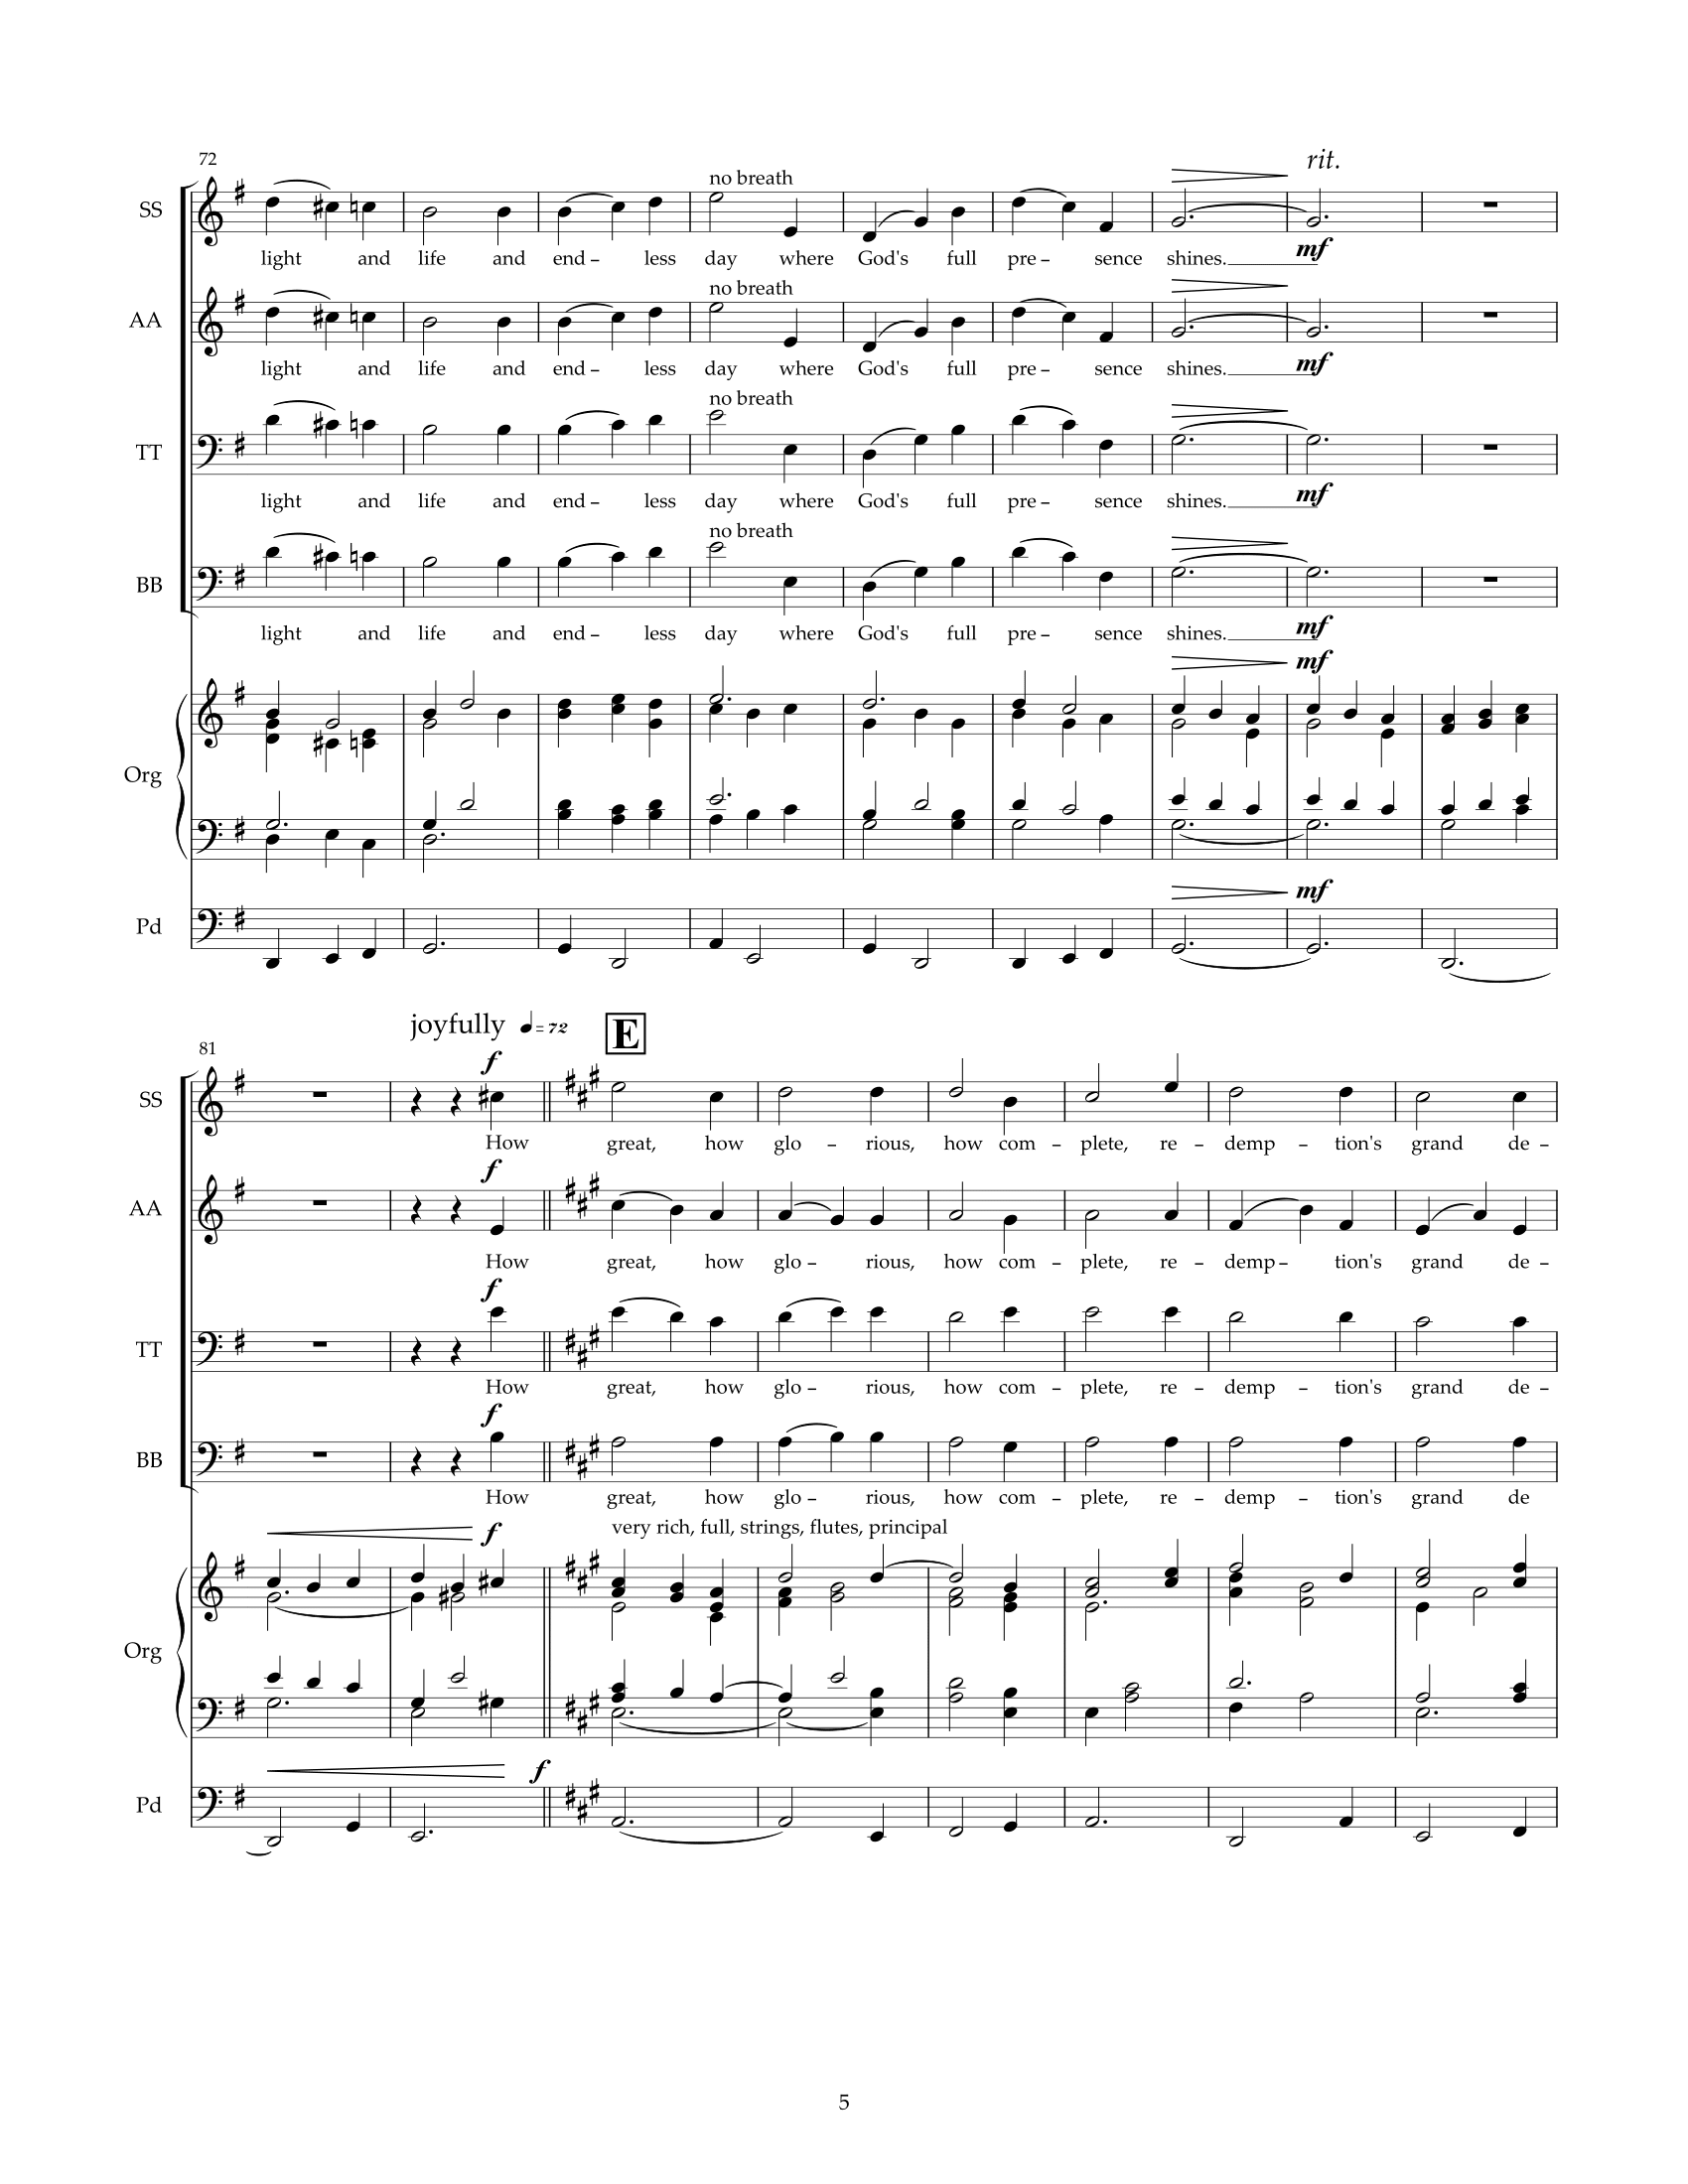 72
rit.
no breath
SS
light and life and end – less day where God's full pre – sence shines.
mf
no breath
AA
light and life and end – less day where God's full pre – sence shines.
mf
no breath
TT
light and life and end – less day where God's full pre – sence shines.
mf
no breath
BB
light and life and end – less day where God's full pre – sence shines.
mf
mf
Org
mf
Pd
joyfully = 72
E
81
f
SS
How great, how glo – rious, how com – plete, re – demp – tion's grand de –
f
AA
How great, how glo – rious, how com – plete, re – demp – tion's grand de –
f
TT
How great, how glo – rious, how com – plete, re – demp – tion's grand de –
f
BB
How great, how glo – rious, how com – plete, re – demp – tion's grand de
f very rich, full, strings, flutes, principal
Org
f
Pd
5